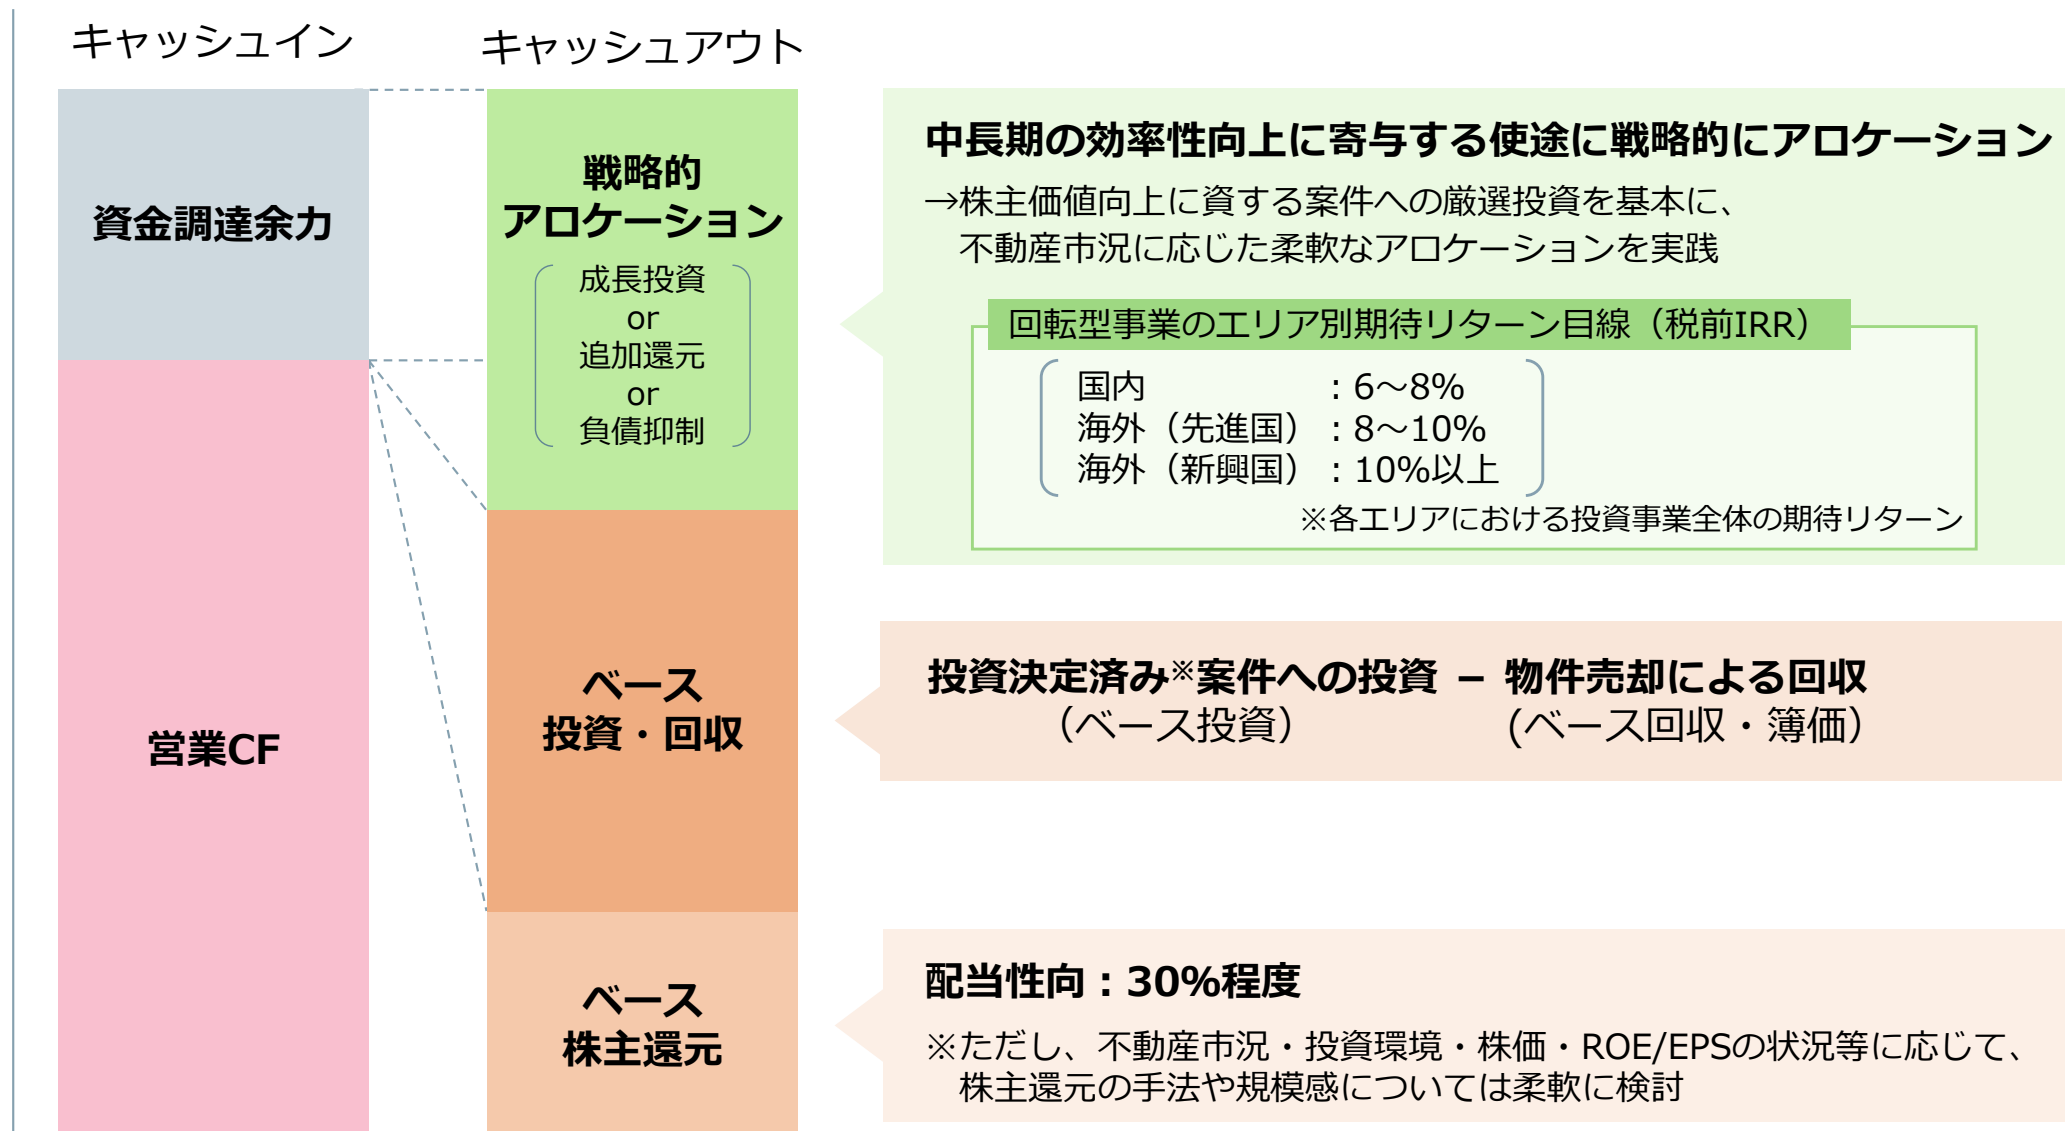 キャッシュイン
キャッシュアウト
資金調達余力
営業CF
戦略的
アロケーション
成長投資
or
追加還元
or
負債抑制
ベース
投資・回収
ベース
株主還元
中長期の効率性向上に寄与する使途に戦略的にアロケーション
→株主価値向上に資する案件への厳選投資を基本に、
不動産市況に応じた柔軟なアロケーションを実践
回転型事業のエリア別期待リターン目線（税前IRR）
国内：6～8%
海外（先進国）：8～10%
海外（新興国）：10%以上
※各エリアにおける投資事業全体の期待リターン
投資決定済み※案件への投資 － 物件売却による回収
（ベース投資） (ベース回収・簿価）
配当性向：30%程度
※ただし、不動産市況・投資環境・株価・ROE/EPSの状況等に応じて、
株主還元の手法や規模感については柔軟に検討